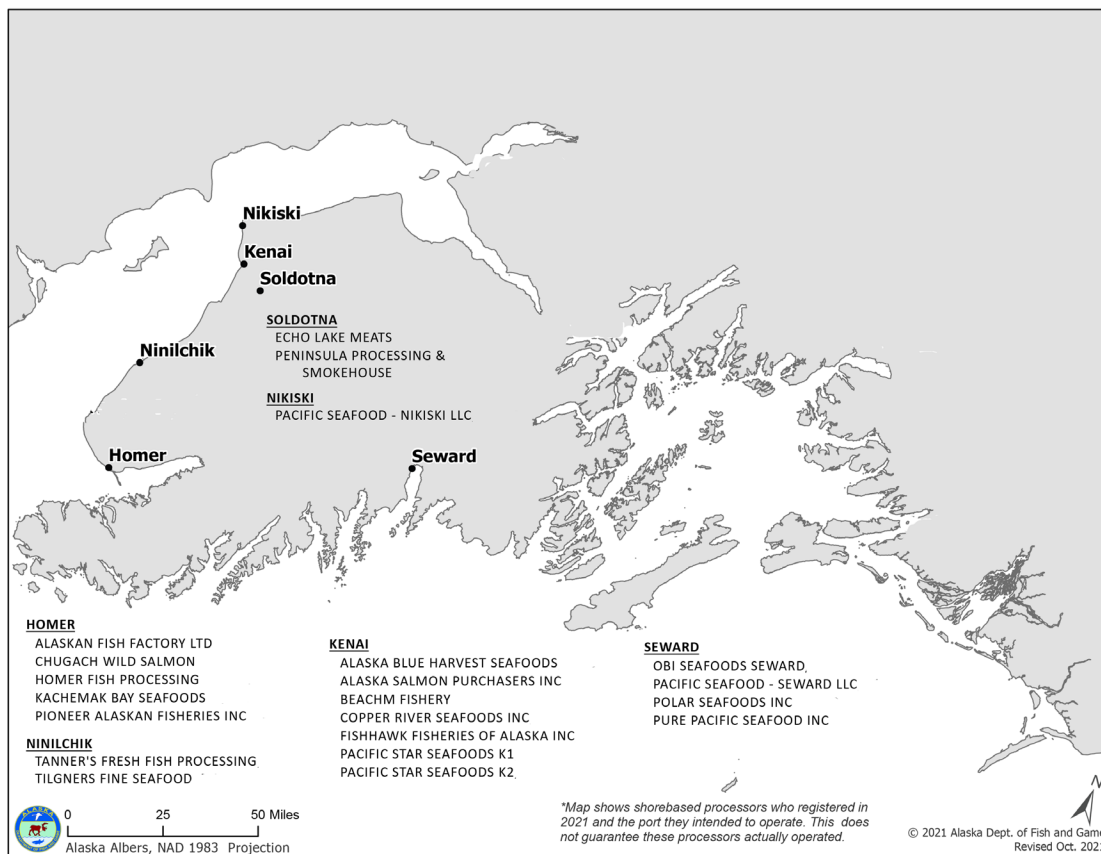 Nikiski
Kenai
Soldotna
SOLDOTNA
ECHO LAKE MEATS
PENINSULA PROCESSING &
SMOKEHOUSE
Ninilchik
NIKISKI
PACIFIC SEAFOOD - NIKISKI LLC
Homer
Seward
HOMER
ALASKAN FISH FACTORY LTD
CHUGACH WILD SALMON
HOMER FISH PROCESSING
KACHEMAK BAY SEAFOODS
PIONEER ALASKAN FISHERIES INC
NINILCHIK
TANNER'S FRESH FISH PROCESSING
TILGNERS FINE SEAFOOD
KENAI
ALASKA BLUE HARVEST SEAFOODS
ALASKA SALMON PURCHASERS INC
BEACHM FISHERY
COPPER RIVER SEAFOODS INC
FISHHAWK FISHERIES OF ALASKA INC
PACIFIC STAR SEAFOODS K1
PACIFIC STAR SEAFOODS K2
SEWARD
OBI SEAFOODS SEWARD
PACIFIC SEAFOOD - SEWARD LLC
POLAR SEAFOODS INC
PURE PACIFIC SEAFOOD INC
ALASKA
0 25 50 Miles
Alaska Albers, NAD 1983 Projection
*Map shows shorebased processors who registered in
2021 and the port they intended to operate. This does
not guarantee these processors actually operated.
N
© 2021 Alaska Dept. of Fish and Game
Revised Oct. 2021